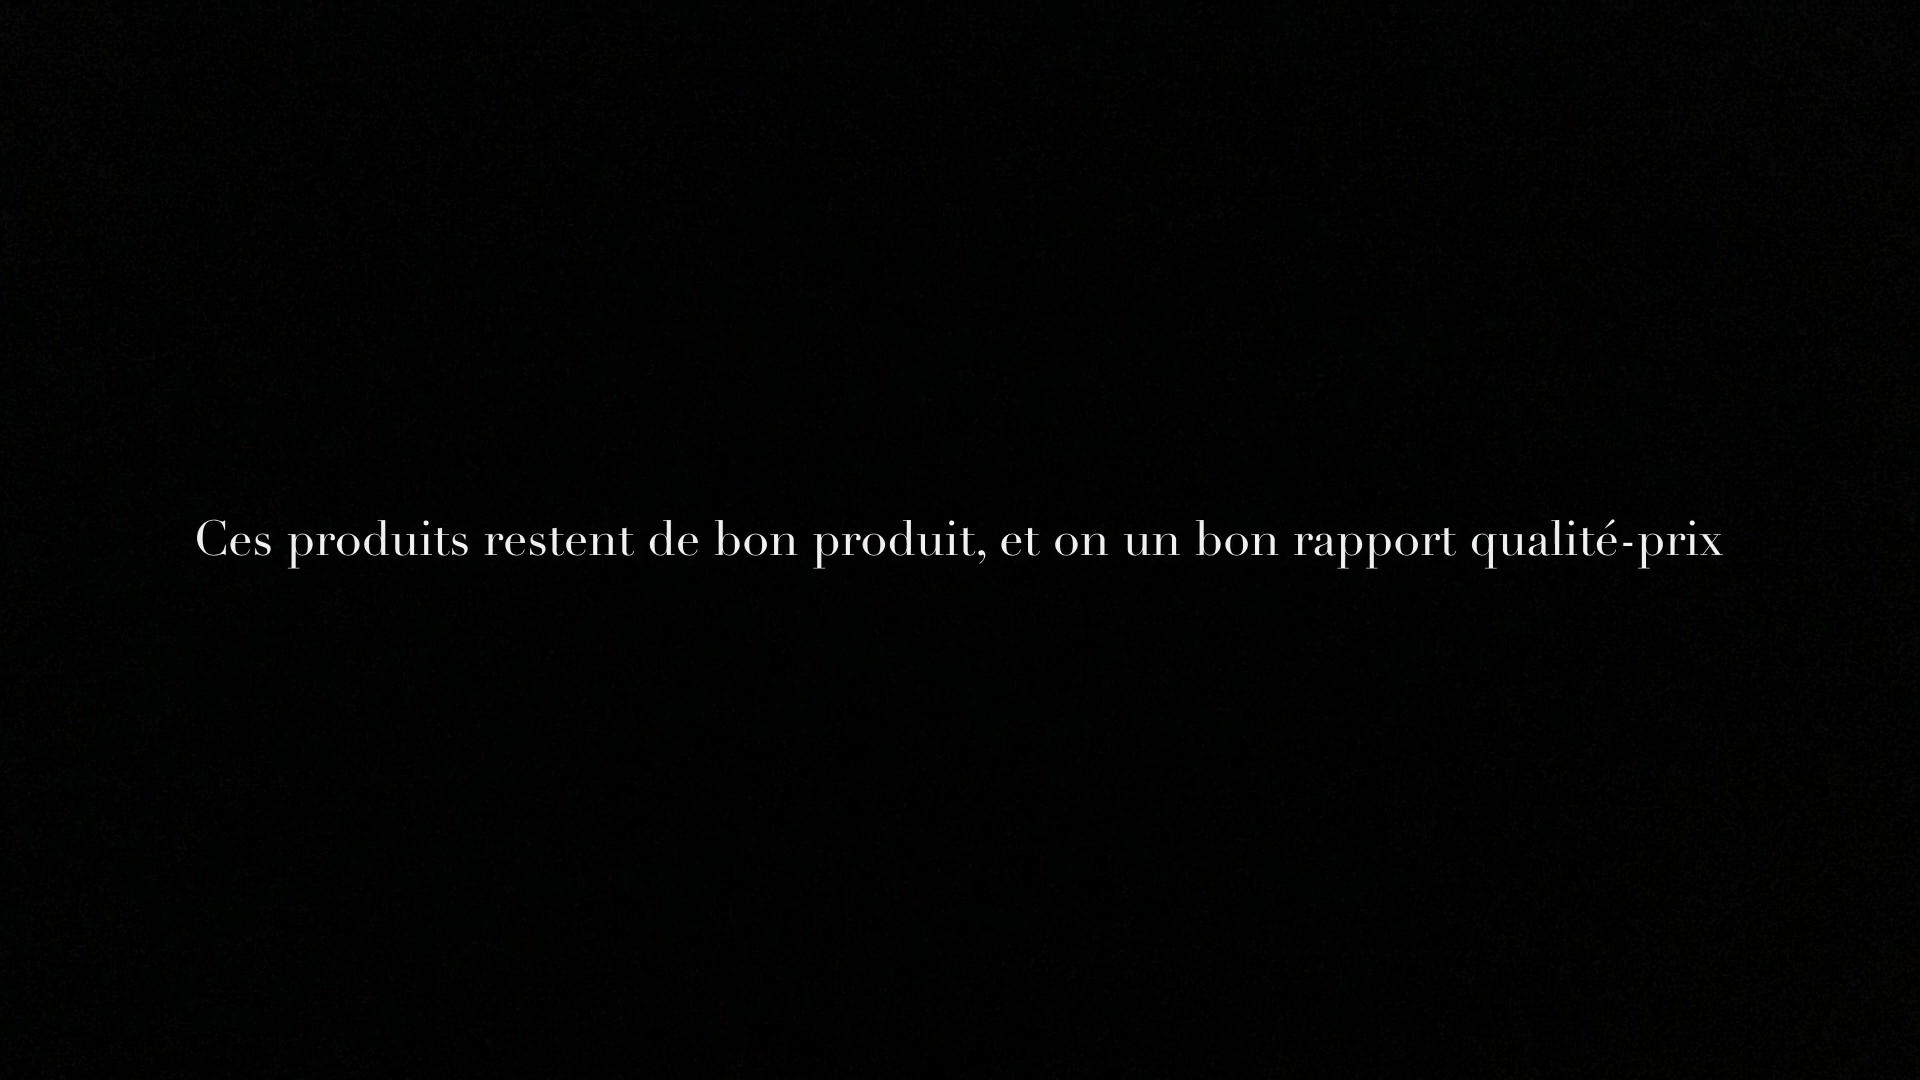 Ces produits restent de bon produit, et on un bon rapport qualité-prix